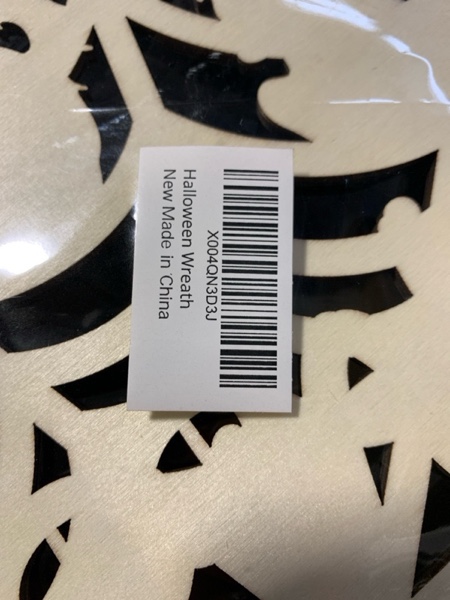 X004QN3D3J
Halloween Wreath
New Made in China